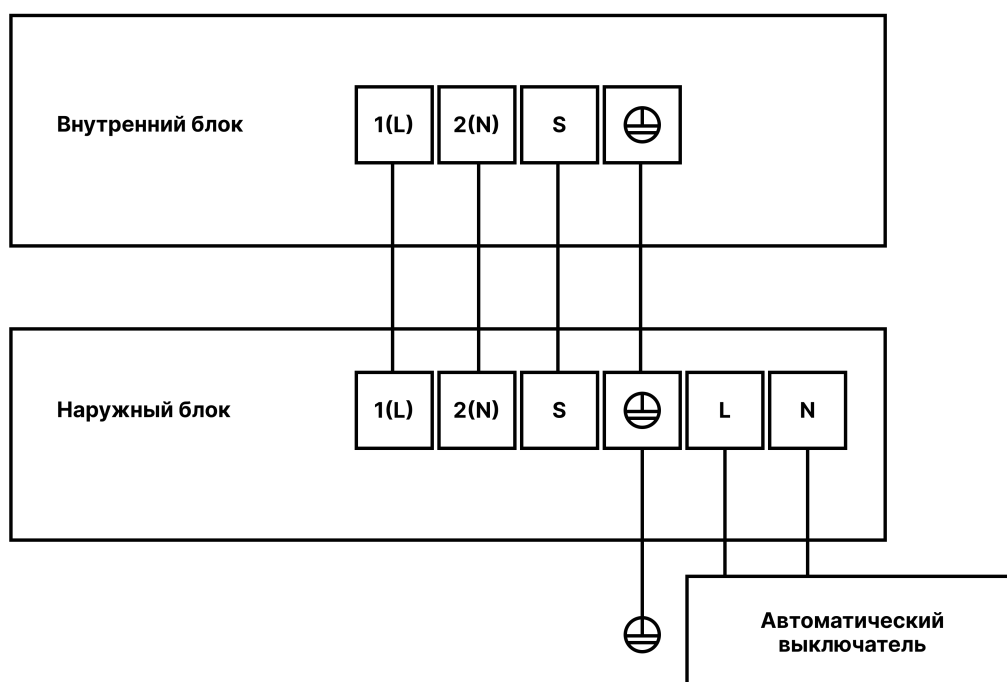 Внутренний блок
1(L) 2(N) S
Наружный блок
1(L) 2(N) S L N
Автоматический
выключатель